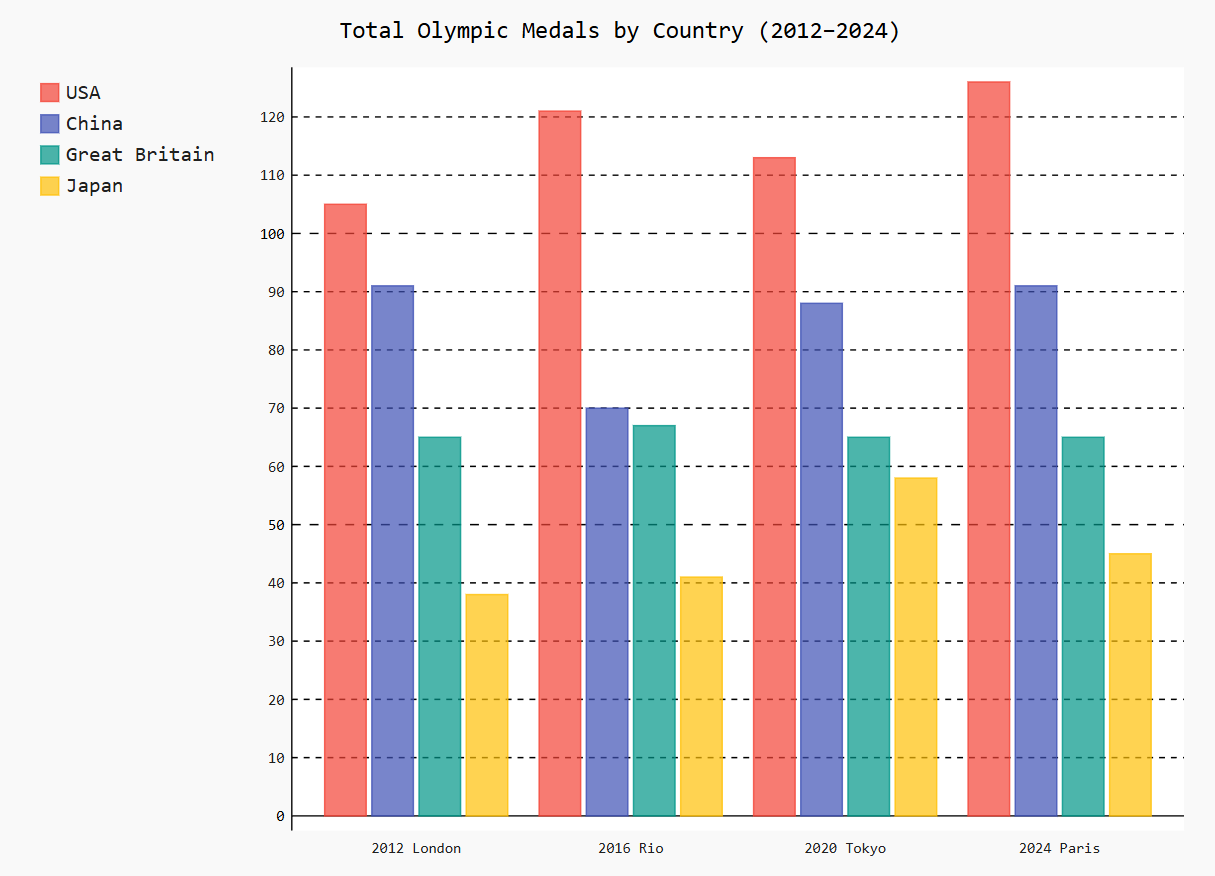 Total Olympic Medals by Country (2012–2024)
USA
China
Great Britain
Japan
120
110
100
90
80
70
60
50
40
30
20
10
0
2012 London
2016 Rio
2020 Tokyo
2024 Paris